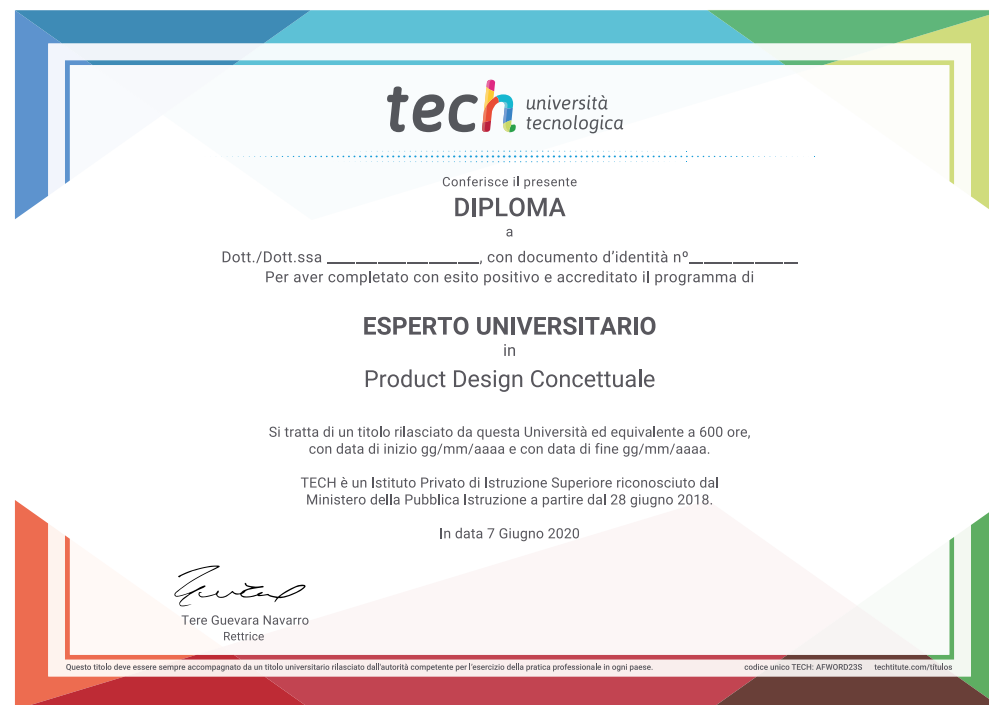 tech università
tecnologica
Conferisce il presente
DIPLOMA
a
Dott./Dott.ssa ____________________, con documento d'identità nº______________
Per aver completato con esito positivo e accreditato il programma di
ESPERTO UNIVERSITARIO
in
Product Design Concettuale
Si tratta di un titolo rilasciato da questa Università ed equivalente a 600 ore,
con data di inizio gg/mm/aaaa e con data di fine gg/mm/aaaa.
TECH è un Istituto Privato di Istruzione Superiore riconosciuto dal
Ministero della Pubblica Istruzione a partire dal 28 giugno 2018.
In data 7 Giugno 2020
Tere Guevara Navarro
Rettrice
Questo titolo deve essere sempre accompagnato da un titolo universitario rilasciato dall'autorità competente per l'esercizio della pratica professionale in ogni paese. codice unico TECH: AFWORD23S techtitute.com/títulos